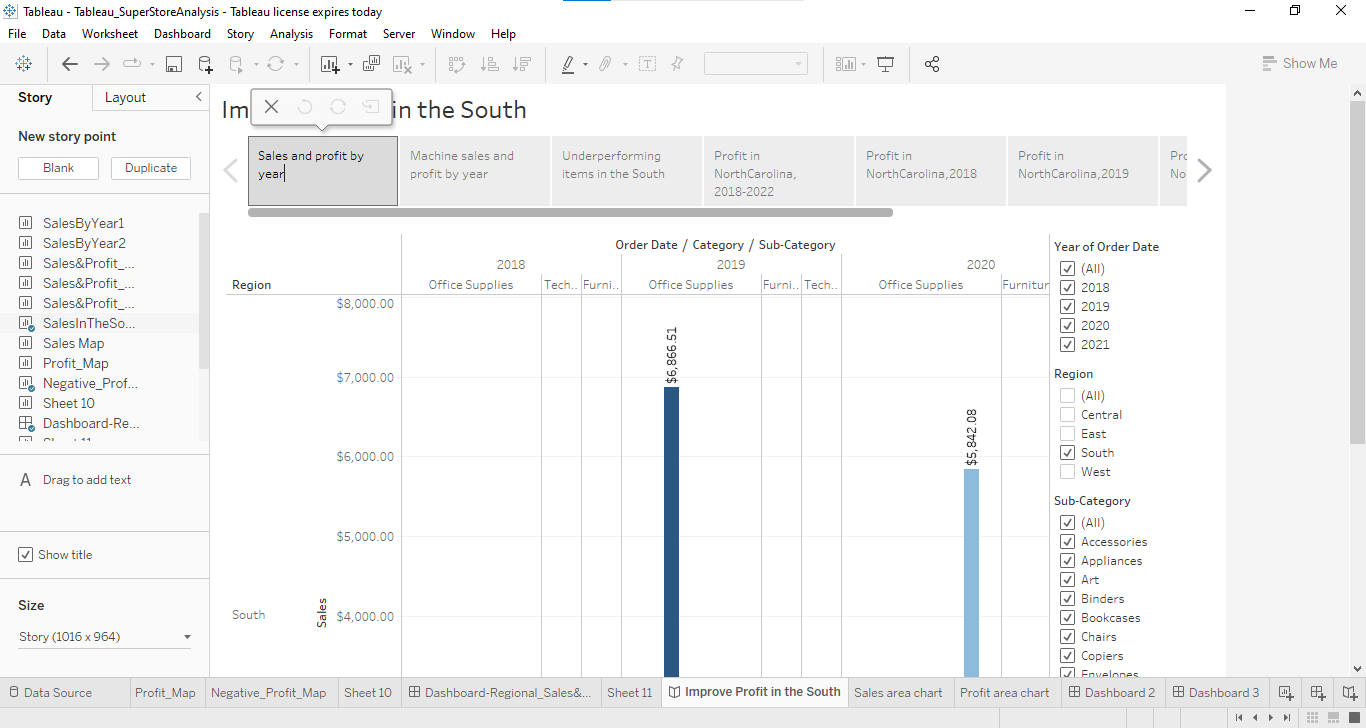 Tableau - Tableau_SuperStoreAnalysis - Tableau license expires today
File Data Worksheet Dashboard Story Analysis Format Server Window Help
Show Me
Story Layout
New story point
Blank Duplicate
SalesByYear1
SalesByYear2
Sales&Profit_...
Sales&Profit_...
Sales&Profit_...
SalesInTheSo...
Sales Map
Profit_Map
Negative_Prof...
Sheet 10
Dashboard-Re...
A Drag to add text
Show title
Size
Story (1016 x 964)
in the South
Sales and profit by
year
Machine sales and
profit by year
Underperforming
items in the South
Profit in
NorthCarolina,
2018-2022
Profit in
NorthCarolina,2018
Profit in
NorthCarolina,2019
Order Date / Category / Sub-Category
2018 2019 2020
Region Office Supplies Tech.. Furni.. Office Supplies Furni.. Tech.. Office Supplies Furnitur
$8,000.00
$7,000.00
$6,000.00
$5,000.00
$4,000.00
South
Sales
$6,866.51
$5,842.08
Year of Order Date
(All)
2018
2019
2020
2021
Region
(All)
Central
East
South
West
Sub-Category
(All)
Accessories
Appliances
Art
Binders
Bookcases
Chairs
Copiers
Envelopes
Data Source Profit_Map Negative_Profit_Map Sheet 10 Dashboard-Regional_Sales&... Sheet 11 Improve Profit in the South Sales area chart Profit area chart Dashboard 2 Dashboard 3